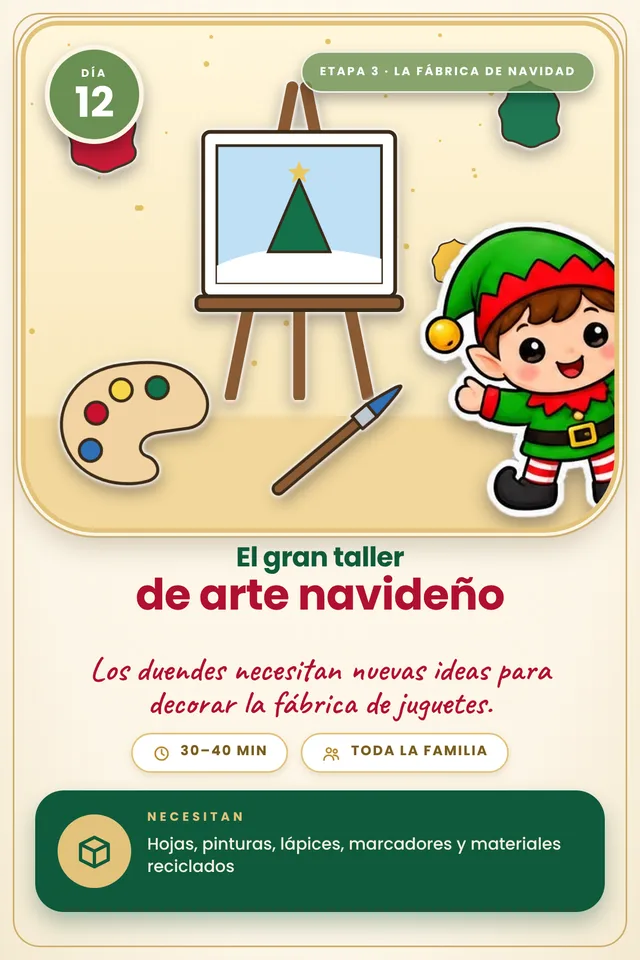 DÍA
12
ETAPA 3 · LA FÁBRICA DE NAVIDAD
El gran taller
de arte navideño
Los duendes necesitan nuevas ideas para
decorar la fábrica de juguetes.
30–40 MIN
TODA LA FAMILIA
NECESITAN
Hojas, pinturas, lápices, marcadores y materiales
reciclados